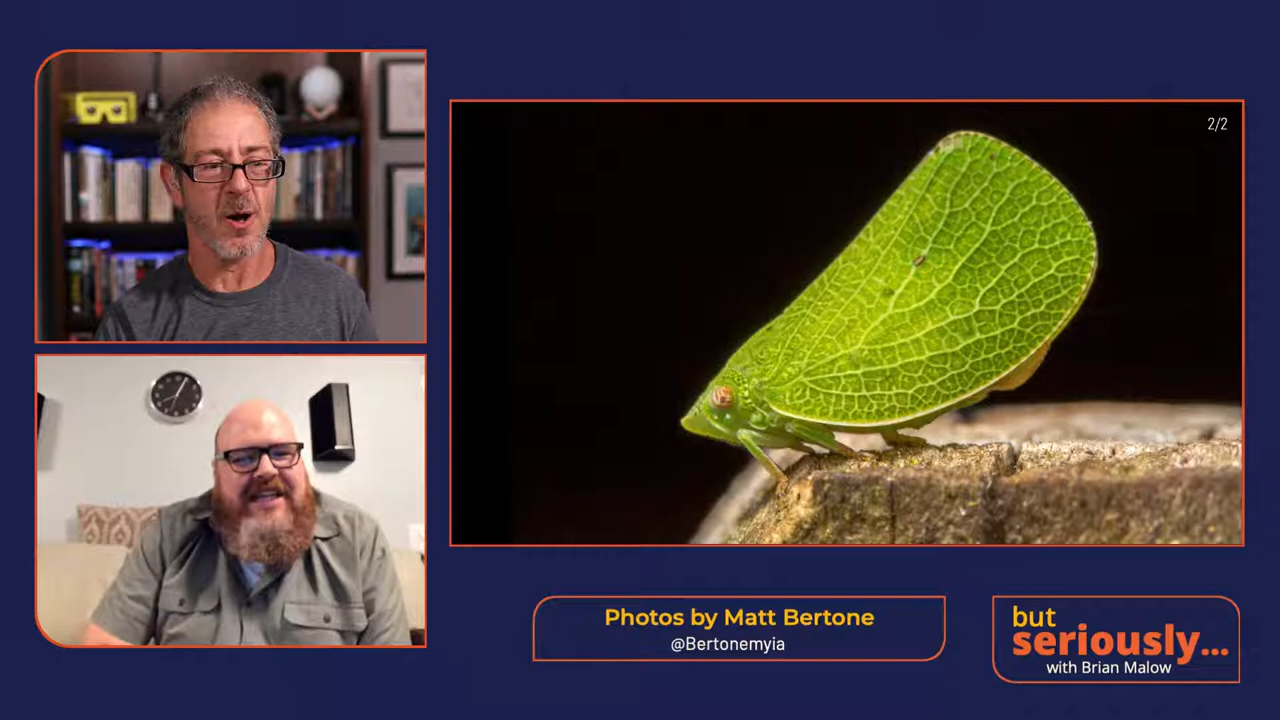 2/2
Photos by Matt Bertone
@Bertonemyia
but
seriously...
with Brian Malow